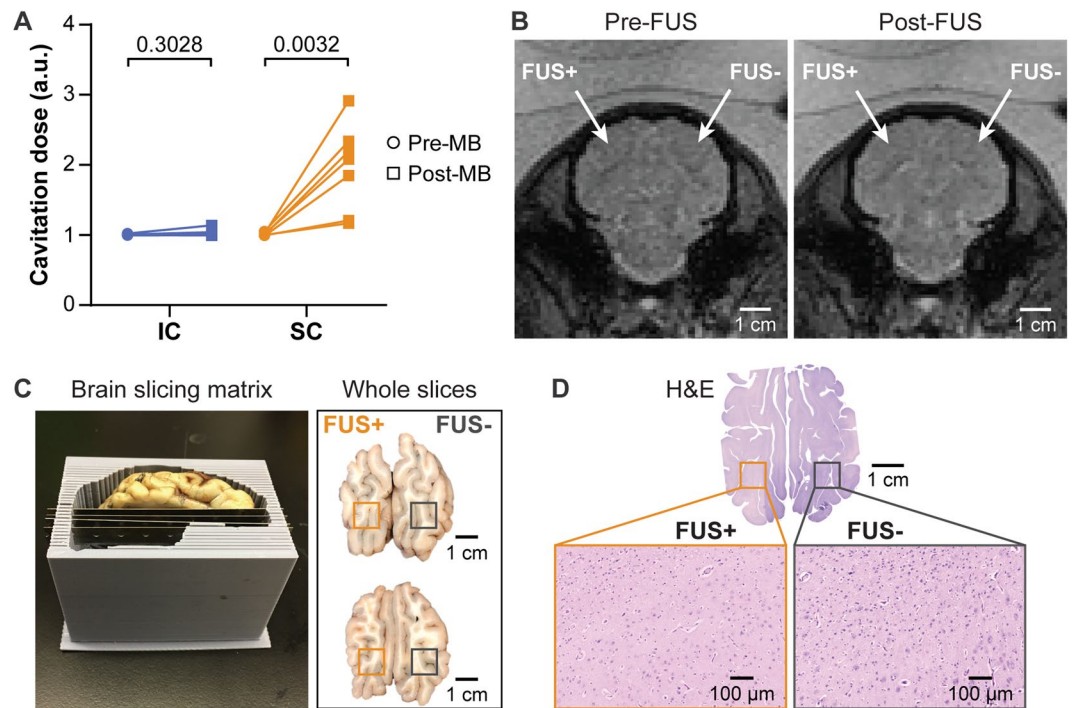 A
Cavitation dose (a.u.)
4
3
2
1
0
0.3028
0.0032
Pre-MB
Post-MB
IC
SC
B
Pre-FUS
Post-FUS
FUS+
FUS-
FUS+
FUS-
1 cm
1 cm
C
Brain slicing matrix
Whole slices
FUS+
FUS-
1 cm
1 cm
D
H&E
1 cm
FUS+
FUS-
100 µm
100 µm